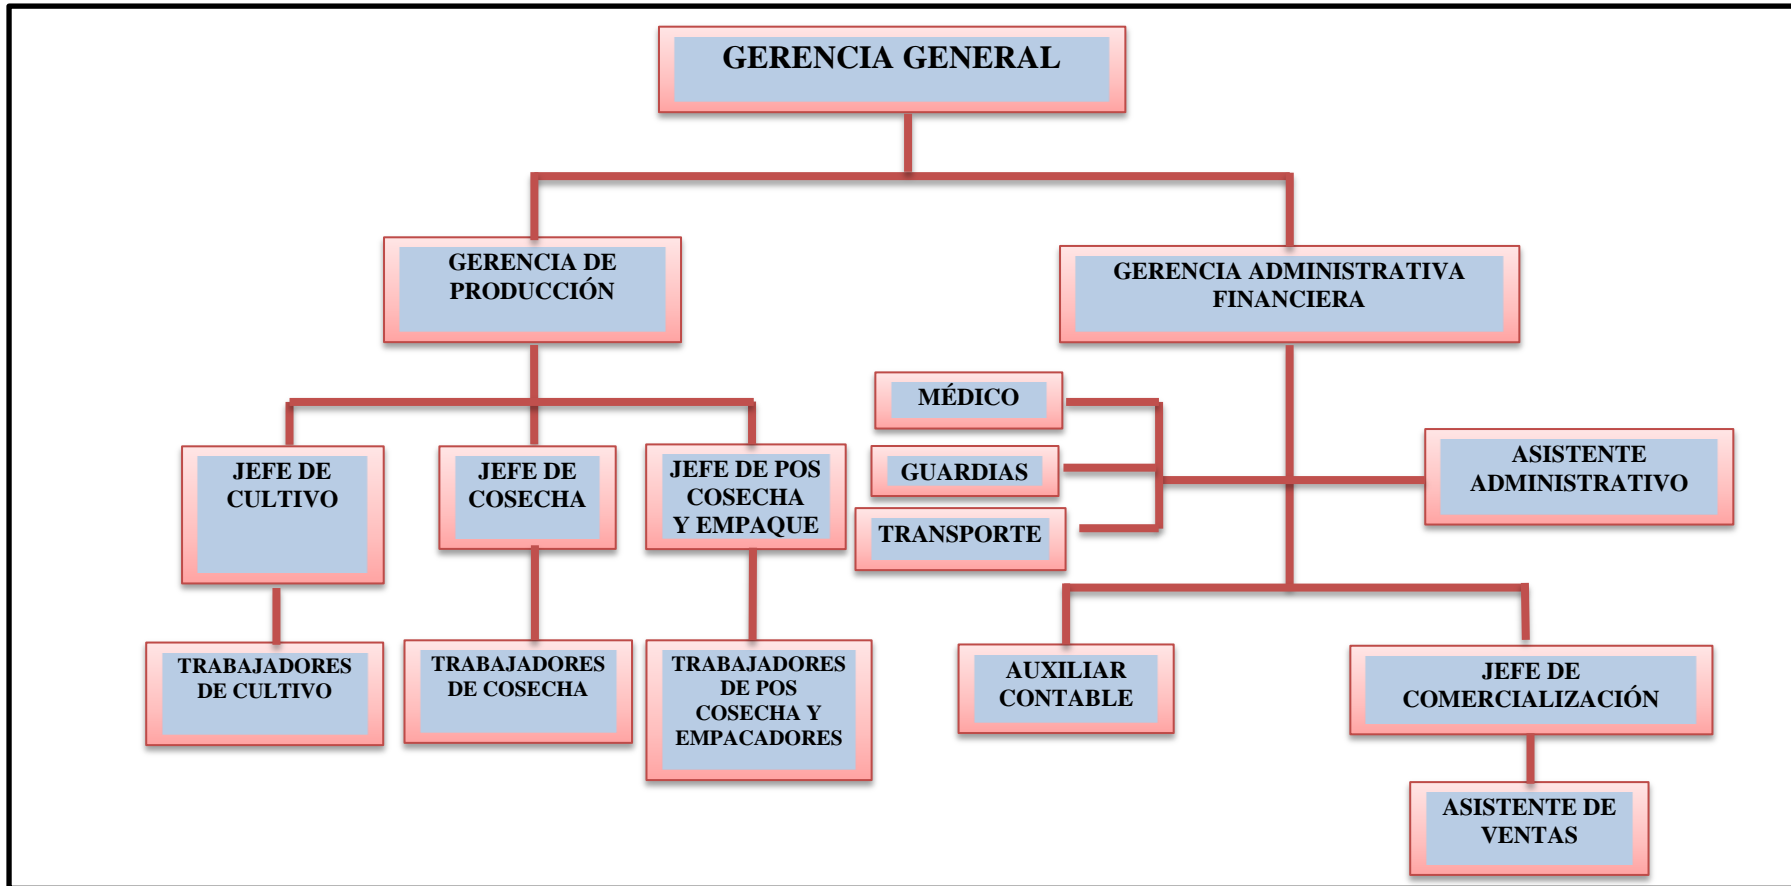 GERENCIA GENERAL
GERENCIA DE
PRODUCCIÓN
GERENCIA ADMINISTRATIVA
FINANCIERA
MÉDICO
GUARDIAS
TRANSPORTE
ASISTENTE
ADMINISTRATIVO
JEFE DE
CULTIVO
JEFE DE
COSECHA
JEFE DE POS
COSECHA
Y EMPAQUE
TRABAJADORES
DE CULTIVO
TRABAJADORES
DE COSECHA
TRABAJADORES
DE POS
COSECHA Y
EMPACADORES
AUXILIAR
CONTABLE
JEFE DE
COMERCIALIZACIÓN
ASISTENTE DE
VENTAS